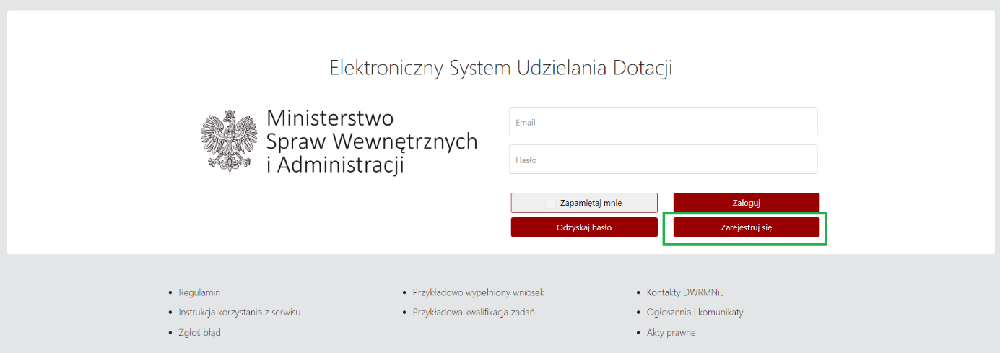 Elektroniczny System Udzielania Dotacji
Ministerstwo
Spraw Wewnętrznych
i Administracji
Email
Hasło
Zapamiętaj mnie
Zaloguj
Odzyskaj hasło
Zarejestruj się
Regulamin
Instrukcja korzystania z serwisu
Zgłoś błąd
Przykładowo wypełniony wniosek
Przykładowa kwalifikacja zadań
Kontakty DWRMNiE
Ogłoszenia i komunikaty
Akty prawne